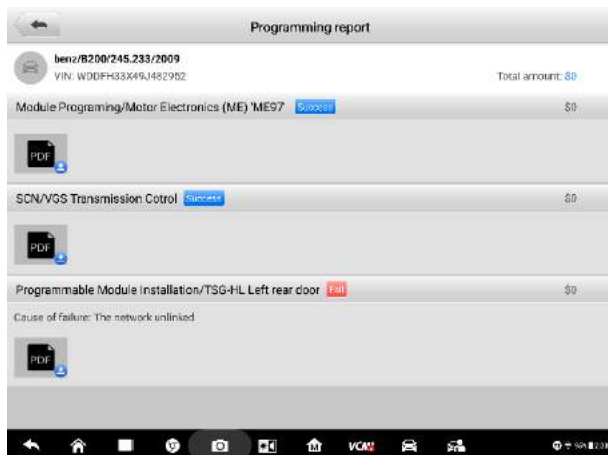 Programming report
benz/B200/245.233/2009
VIN: WDDFH33X49J482952
Total amount: $0
Module Programing/Motor Electronics (ME) 'ME97' Success $0
PDF
SCN/VGS Transmission Cotrol Success $0
PDF
Programmable Module Installation/TSG-HL Left rear door Fail $0
Cause of failure: The network unlinked
PDF
VCMI